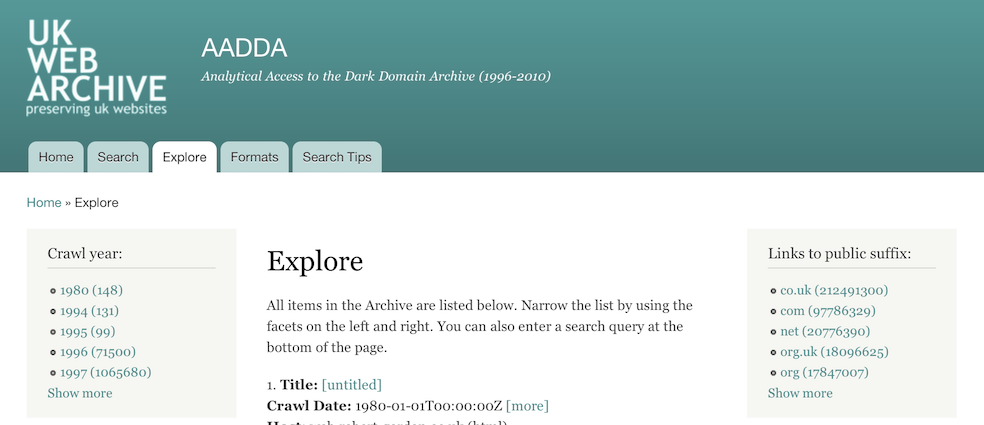 UK
WEB
ARCHIVE
preserving uk websites
AADDA
Analytical Access to the Dark Domain Archive (1996-2010)
Home Search Explore Formats Search Tips
Home » Explore
Crawl year:
1980 (148)
1994 (131)
1995 (99)
1996 (71500)
1997 (1065680)
Show more
Explore
All items in the Archive are listed below. Narrow the list by using the
facets on the left and right. You can also enter a search query at the
bottom of the page.
1. Title: [untitled]
Crawl Date: 1980-01-01T00:00:00Z [more]
Links to public suffix:
co.uk (212491300)
com (97786329)
net (20776390)
org.uk (18096625)
org (17847007)
Show more